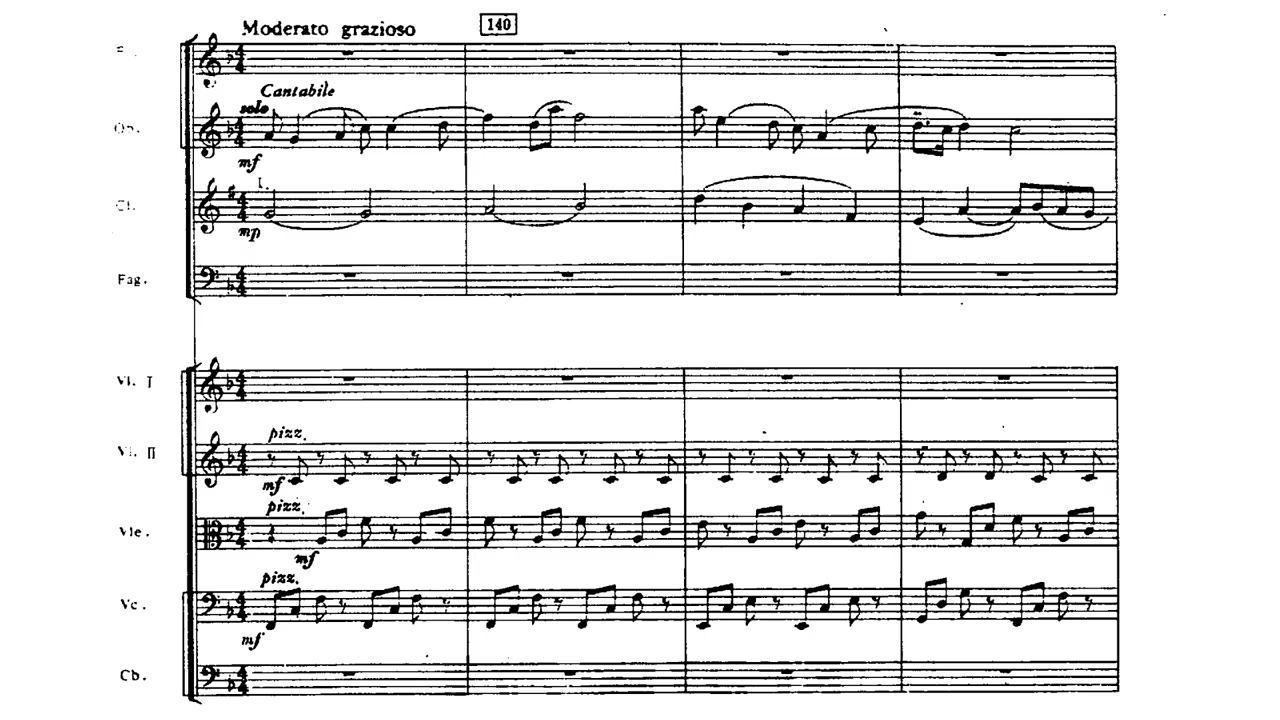 Moderato grazioso 140
Cantabile
solo
Ob.
mf
I.
Cl.
mp
Fag.
Vl. I
pizz.
Vl. II
mf
pizz.
Vle.
mf
pizz.
Vc.
mf
Cb.